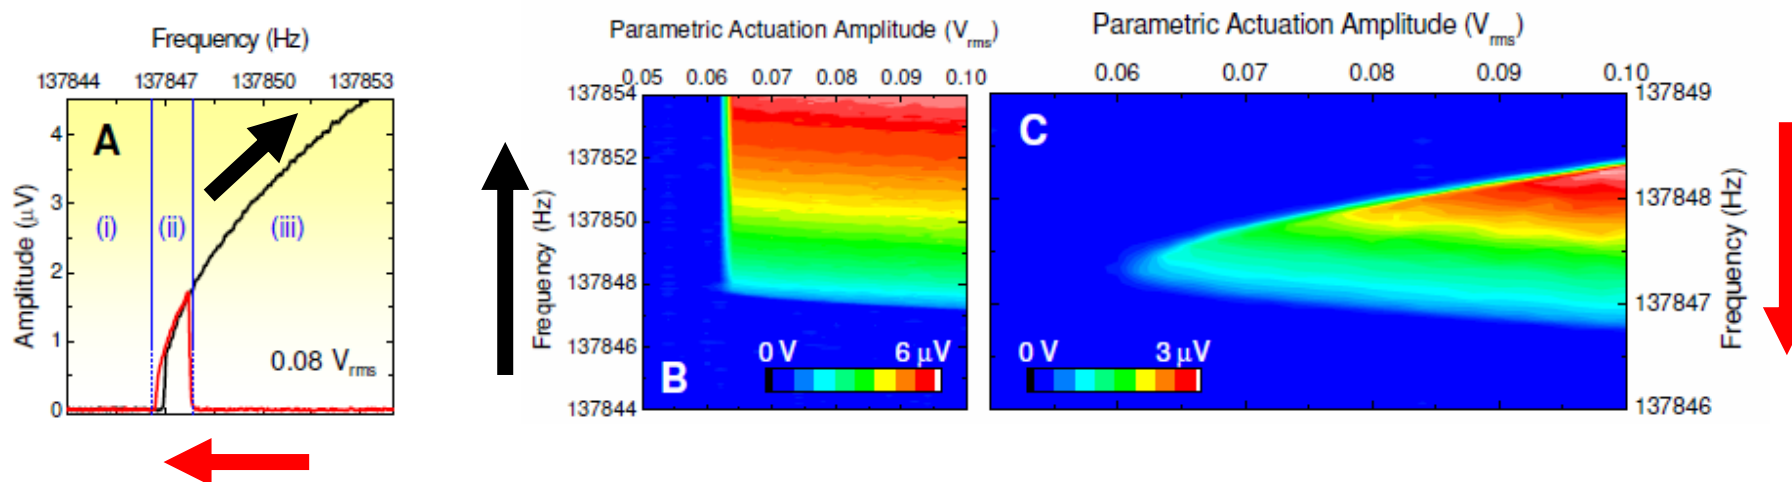 Frequency (Hz)
137844 137847 137850 137853
Amplitude (μV)
4
3
2
1
0
A
(i) (ii) (iii)
0.08 Vrms
Parametric Actuation Amplitude (Vrms)
0.05 0.06 0.07 0.08 0.09 0.10
Frequency (Hz)
137854
137852
137850
137848
137846
137844
0 V 6 μV
B
Parametric Actuation Amplitude (Vrms)
0.06 0.07 0.08 0.09 0.10
C
137849
137848
137847
137846
Frequency (Hz)
0 V 3 μV